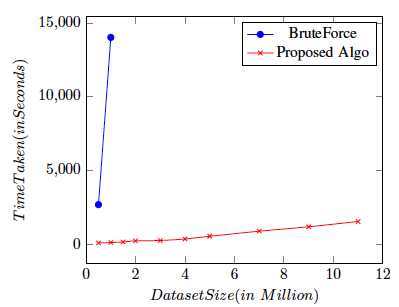 15,000
10,000
5,000
0
TimeTaken(inSeconds)
BruteForce
Proposed Algo
0 2 4 6 8 10 12
DatasetSize(in Million)